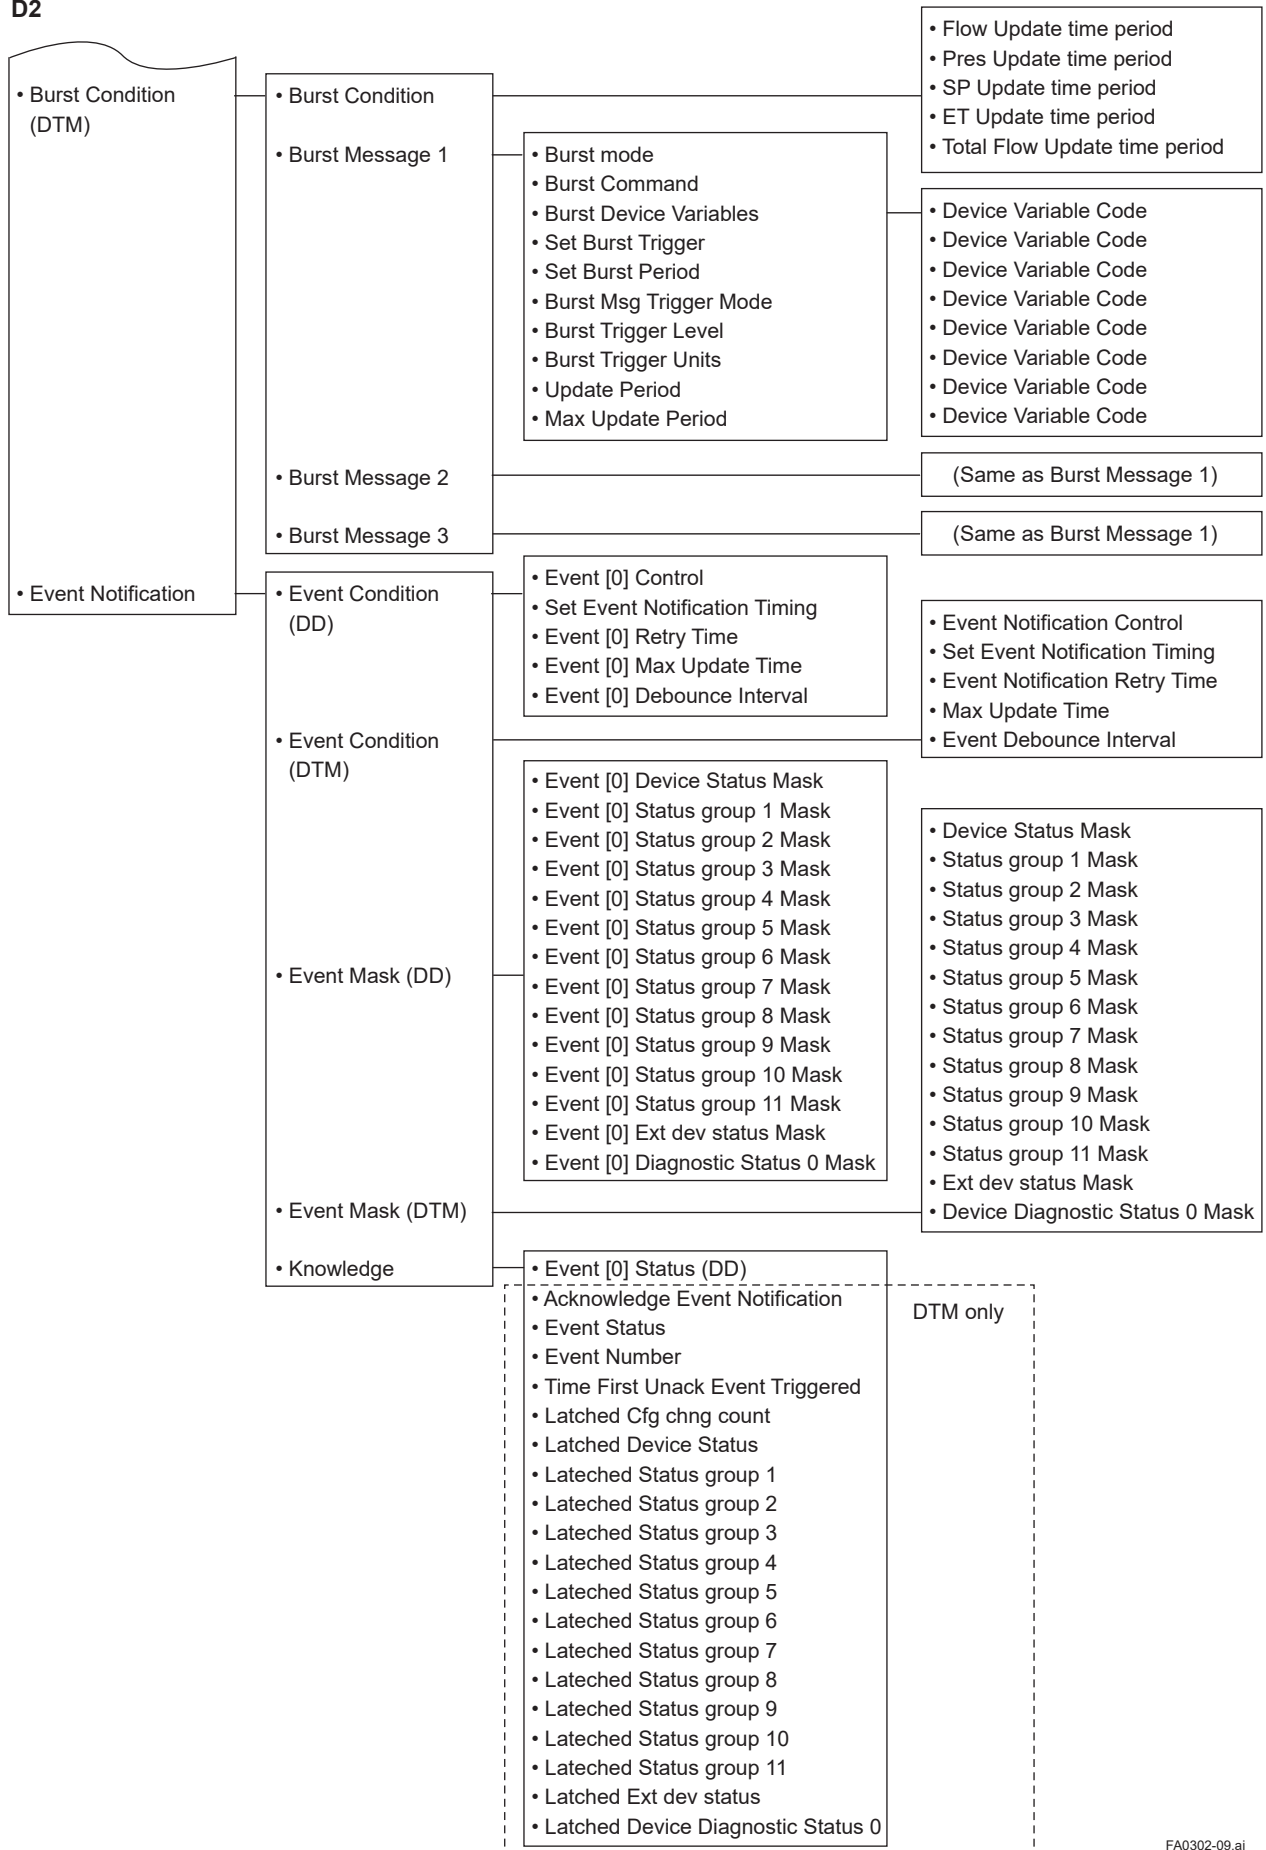 D2
• Burst Condition
(DTM)
• Event Notification
• Burst Condition
• Burst Message 1
• Burst Message 2
• Burst Message 3
• Flow Update time period
• Pres Update time period
• SP Update time period
• ET Update time period
• Total Flow Update time period
• Burst mode
• Burst Command
• Burst Device Variables
• Set Burst Trigger
• Set Burst Period
• Burst Msg Trigger Mode
• Burst Trigger Level
• Burst Trigger Units
• Update Period
• Max Update Period
• Device Variable Code
• Device Variable Code
• Device Variable Code
• Device Variable Code
• Device Variable Code
• Device Variable Code
• Device Variable Code
• Device Variable Code
(Same as Burst Message 1)
(Same as Burst Message 1)
• Event Condition
(DD)
• Event Condition
(DTM)
• Event Mask (DD)
• Event Mask (DTM)
• Knowledge
• Event [0] Control
• Set Event Notification Timing
• Event [0] Retry Time
• Event [0] Max Update Time
• Event [0] Debounce Interval
• Event Notification Control
• Set Event Notification Timing
• Event Notification Retry Time
• Max Update Time
• Event Debounce Interval
• Event [0] Device Status Mask
• Event [0] Status group 1 Mask
• Event [0] Status group 2 Mask
• Event [0] Status group 3 Mask
• Event [0] Status group 4 Mask
• Event [0] Status group 5 Mask
• Event [0] Status group 6 Mask
• Event [0] Status group 7 Mask
• Event [0] Status group 8 Mask
• Event [0] Status group 9 Mask
• Event [0] Status group 10 Mask
• Event [0] Status group 11 Mask
• Event [0] Ext dev status Mask
• Event [0] Diagnostic Status 0 Mask
• Device Status Mask
• Status group 1 Mask
• Status group 2 Mask
• Status group 3 Mask
• Status group 4 Mask
• Status group 5 Mask
• Status group 6 Mask
• Status group 7 Mask
• Status group 8 Mask
• Status group 9 Mask
• Status group 10 Mask
• Status group 11 Mask
• Ext dev status Mask
• Device Diagnostic Status 0 Mask
• Event [0] Status (DD)
• Acknowledge Event Notification
• Event Status
• Event Number
• Time First Unack Event Triggered
• Latched Cfg chng count
• Latched Device Status
• Lateched Status group 1
• Lateched Status group 2
• Lateched Status group 3
• Lateched Status group 4
• Lateched Status group 5
• Lateched Status group 6
• Lateched Status group 7
• Lateched Status group 8
• Lateched Status group 9
• Lateched Status group 10
• Lateched Status group 11
• Latched Ext dev status
• Latched Device Diagnostic Status 0
DTM only
FA0302-09.ai